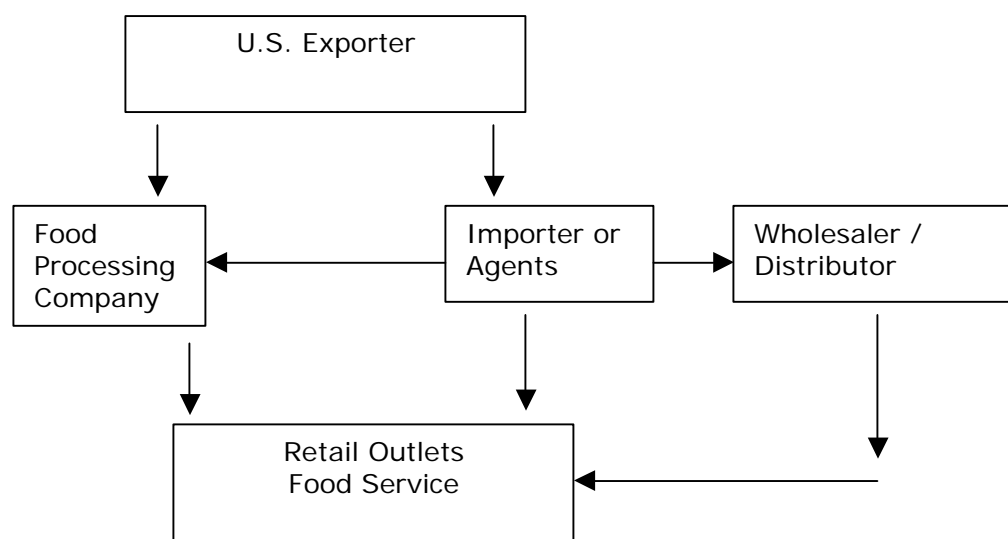 U.S. Exporter
Food
Processing
Company
Importer or
Agents
Wholesaler /
Distributor
Retail Outlets
Food Service